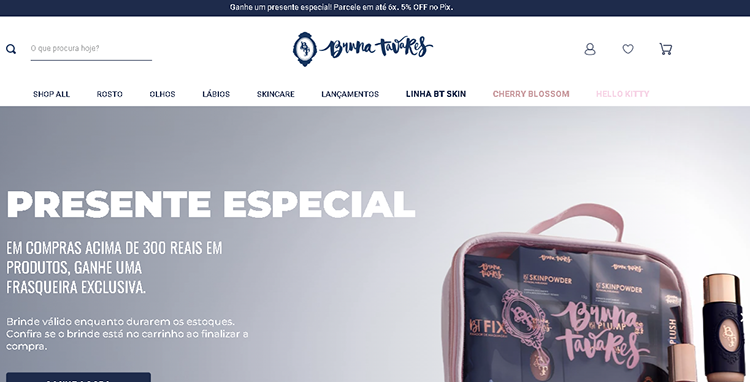 Ganhe um presente especial! Parcele em até 6x. 5% OFF no Pix.
O que procura hoje?
Bruna Tavares
SHOP ALL ROSTO OLHOS LÁBIOS SKINCARE LANÇAMENTOS LINHA BT SKIN CHERRY BLOSSOM HELLO KITTY
PRESENTE ESPECIAL
EM COMPRAS ACIMA DE 300 REAIS EM
PRODUTOS, GANHE UMA
FRASQUEIRA EXCLUSIVA.
Brinde válido enquanto durarem os estoques.
Confira se o brinde está no carrinho ao finalizar a
compra.
Bruna Tavares
SKINPOWDER
SKINPOWDER
BT FIX
PLUMP
Bruna
Tavares
PLUSH